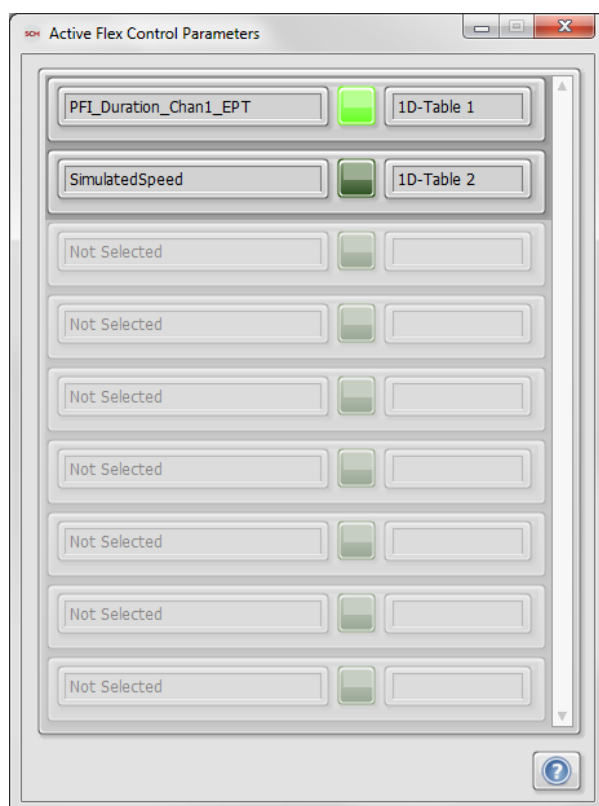 SCM Active Flex Control Parameters
PFI_Duration_Chan1_EPT 1D-Table 1
SimulatedSpeed 1D-Table 2
Not Selected
Not Selected
Not Selected
Not Selected
Not Selected
Not Selected
Not Selected
?